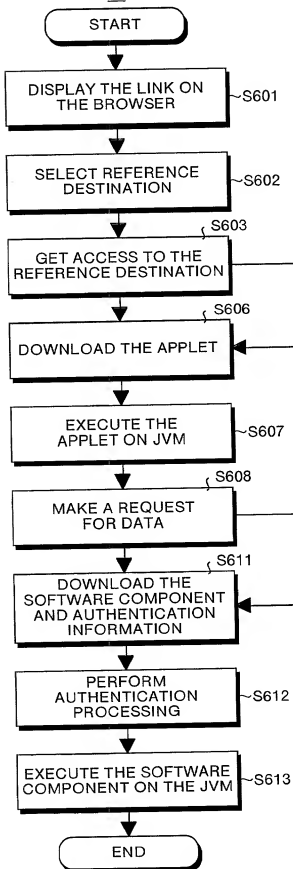 START
DISPLAY THE LINK ON
THE BROWSER
S601
SELECT REFERENCE
DESTINATION
S602
S603
GET ACCESS TO THE
REFERENCE DESTINATION
S606
DOWNLOAD THE APPLET
EXECUTE THE
APPLET ON JVM
S607
S608
MAKE A REQUEST
FOR DATA
S611
DOWNLOAD THE
SOFTWARE COMPONENT
AND AUTHENTICATION
INFORMATION
PERFORM
AUTHENTICATION
PROCESSING
S612
EXECUTE THE SOFTWARE
COMPONENT ON THE JVM
S613
END